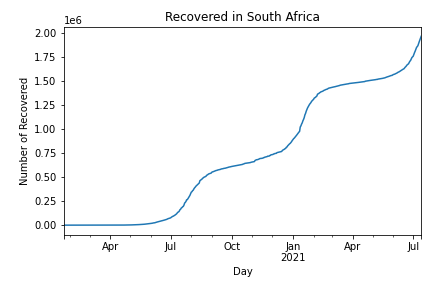 Recovered in South Africa
1e6
2.00
1.75
1.50
1.25
1.00
0.75
0.50
0.25
0.00
Number of Recovered
Apr
Jul
Oct
Jan
2021
Apr
Jul
Day